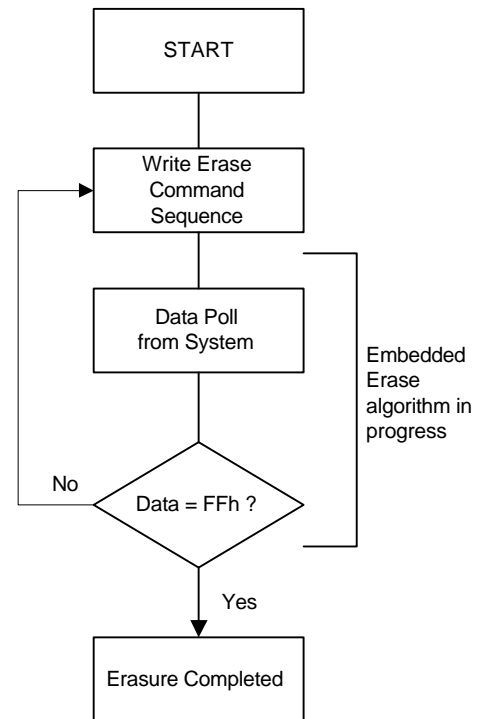 START
Write Erase
Command
Sequence
Data Poll
from System
Embedded
Erase
algorithm in
progress
No
Data = FFh ?
Yes
Erasure Completed